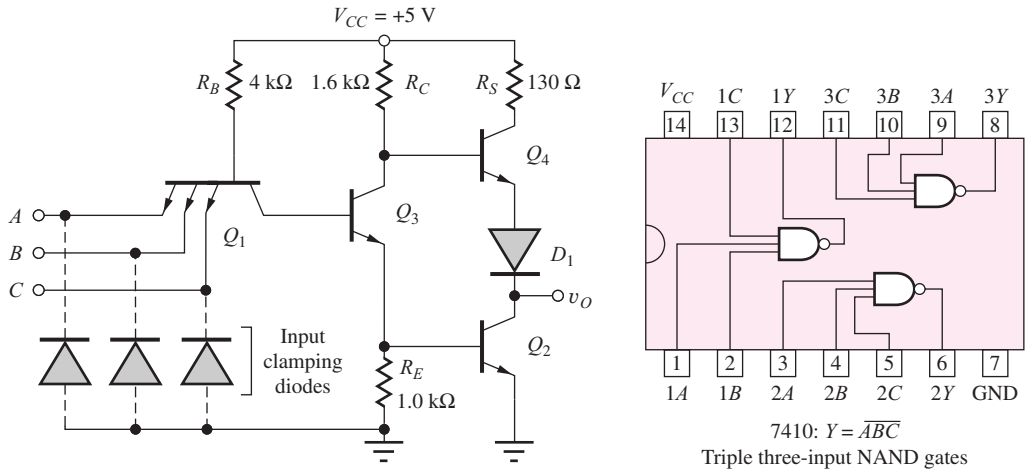 V_CC = +5 V
R_B 4 kΩ 1.6 kΩ R_C R_S 130 Ω
Q_4
A
Q_3
Q_1
B
D_1
C
v_O
Input
clamping
diodes
Q_2
R_E
1.0 kΩ
V_CC 1C 1Y 3C 3B 3A 3Y
14 13 12 11 10 9 8
1 2 3 4 5 6 7
1A 1B 2A 2B 2C 2Y GND
7410: Y = \overline{ABC}
Triple three-input NAND gates